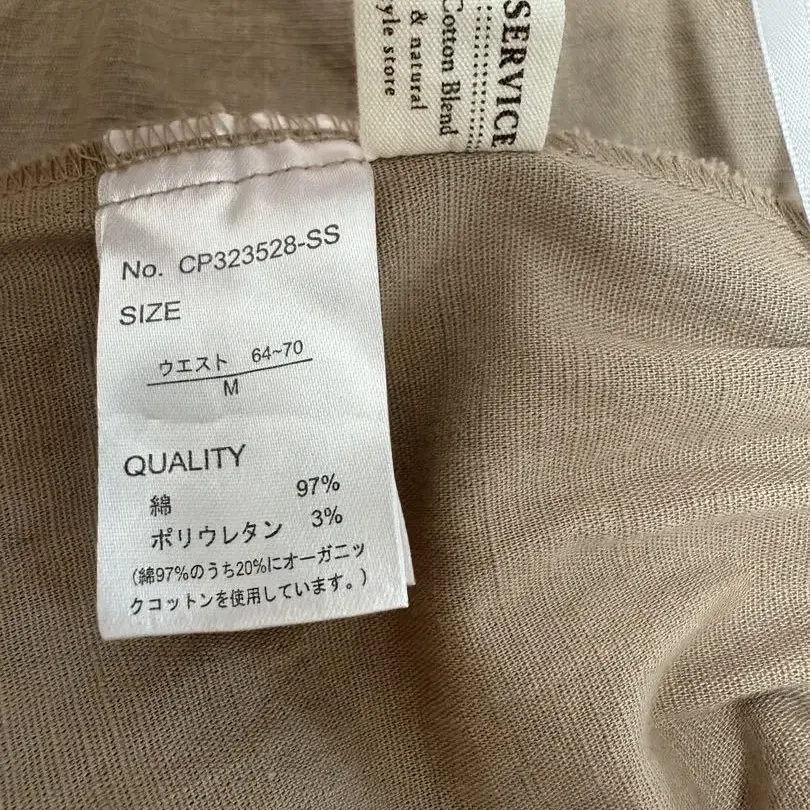 SERVICE
Cotton Blend
& natural
style store
No. CP323528-SS
SIZE
ウエスト 64~70
M
QUALITY
綿 97%
ポリウレタン 3%
(綿97%のうち20%にオーガニッ
クコットンを使用しています。)